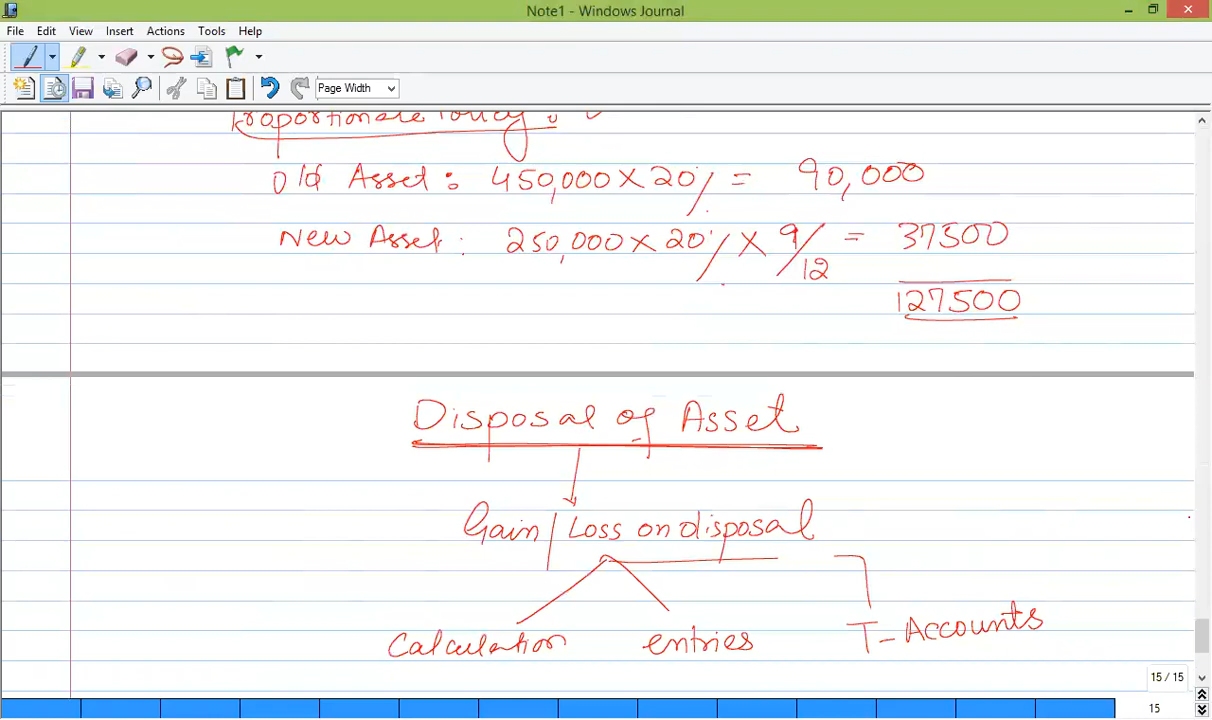 Note1 - Windows Journal
File Edit View Insert Actions Tools Help
Page Width
Proportionate Policy :
Old Asset : 450,000 X 20% = 90,000
New Asset : 250,000 X 20% X 9/12 = 37500
127500
Disposal of Asset
Gain / Loss on disposal
Calculation entries T-Accounts
15 / 15
15